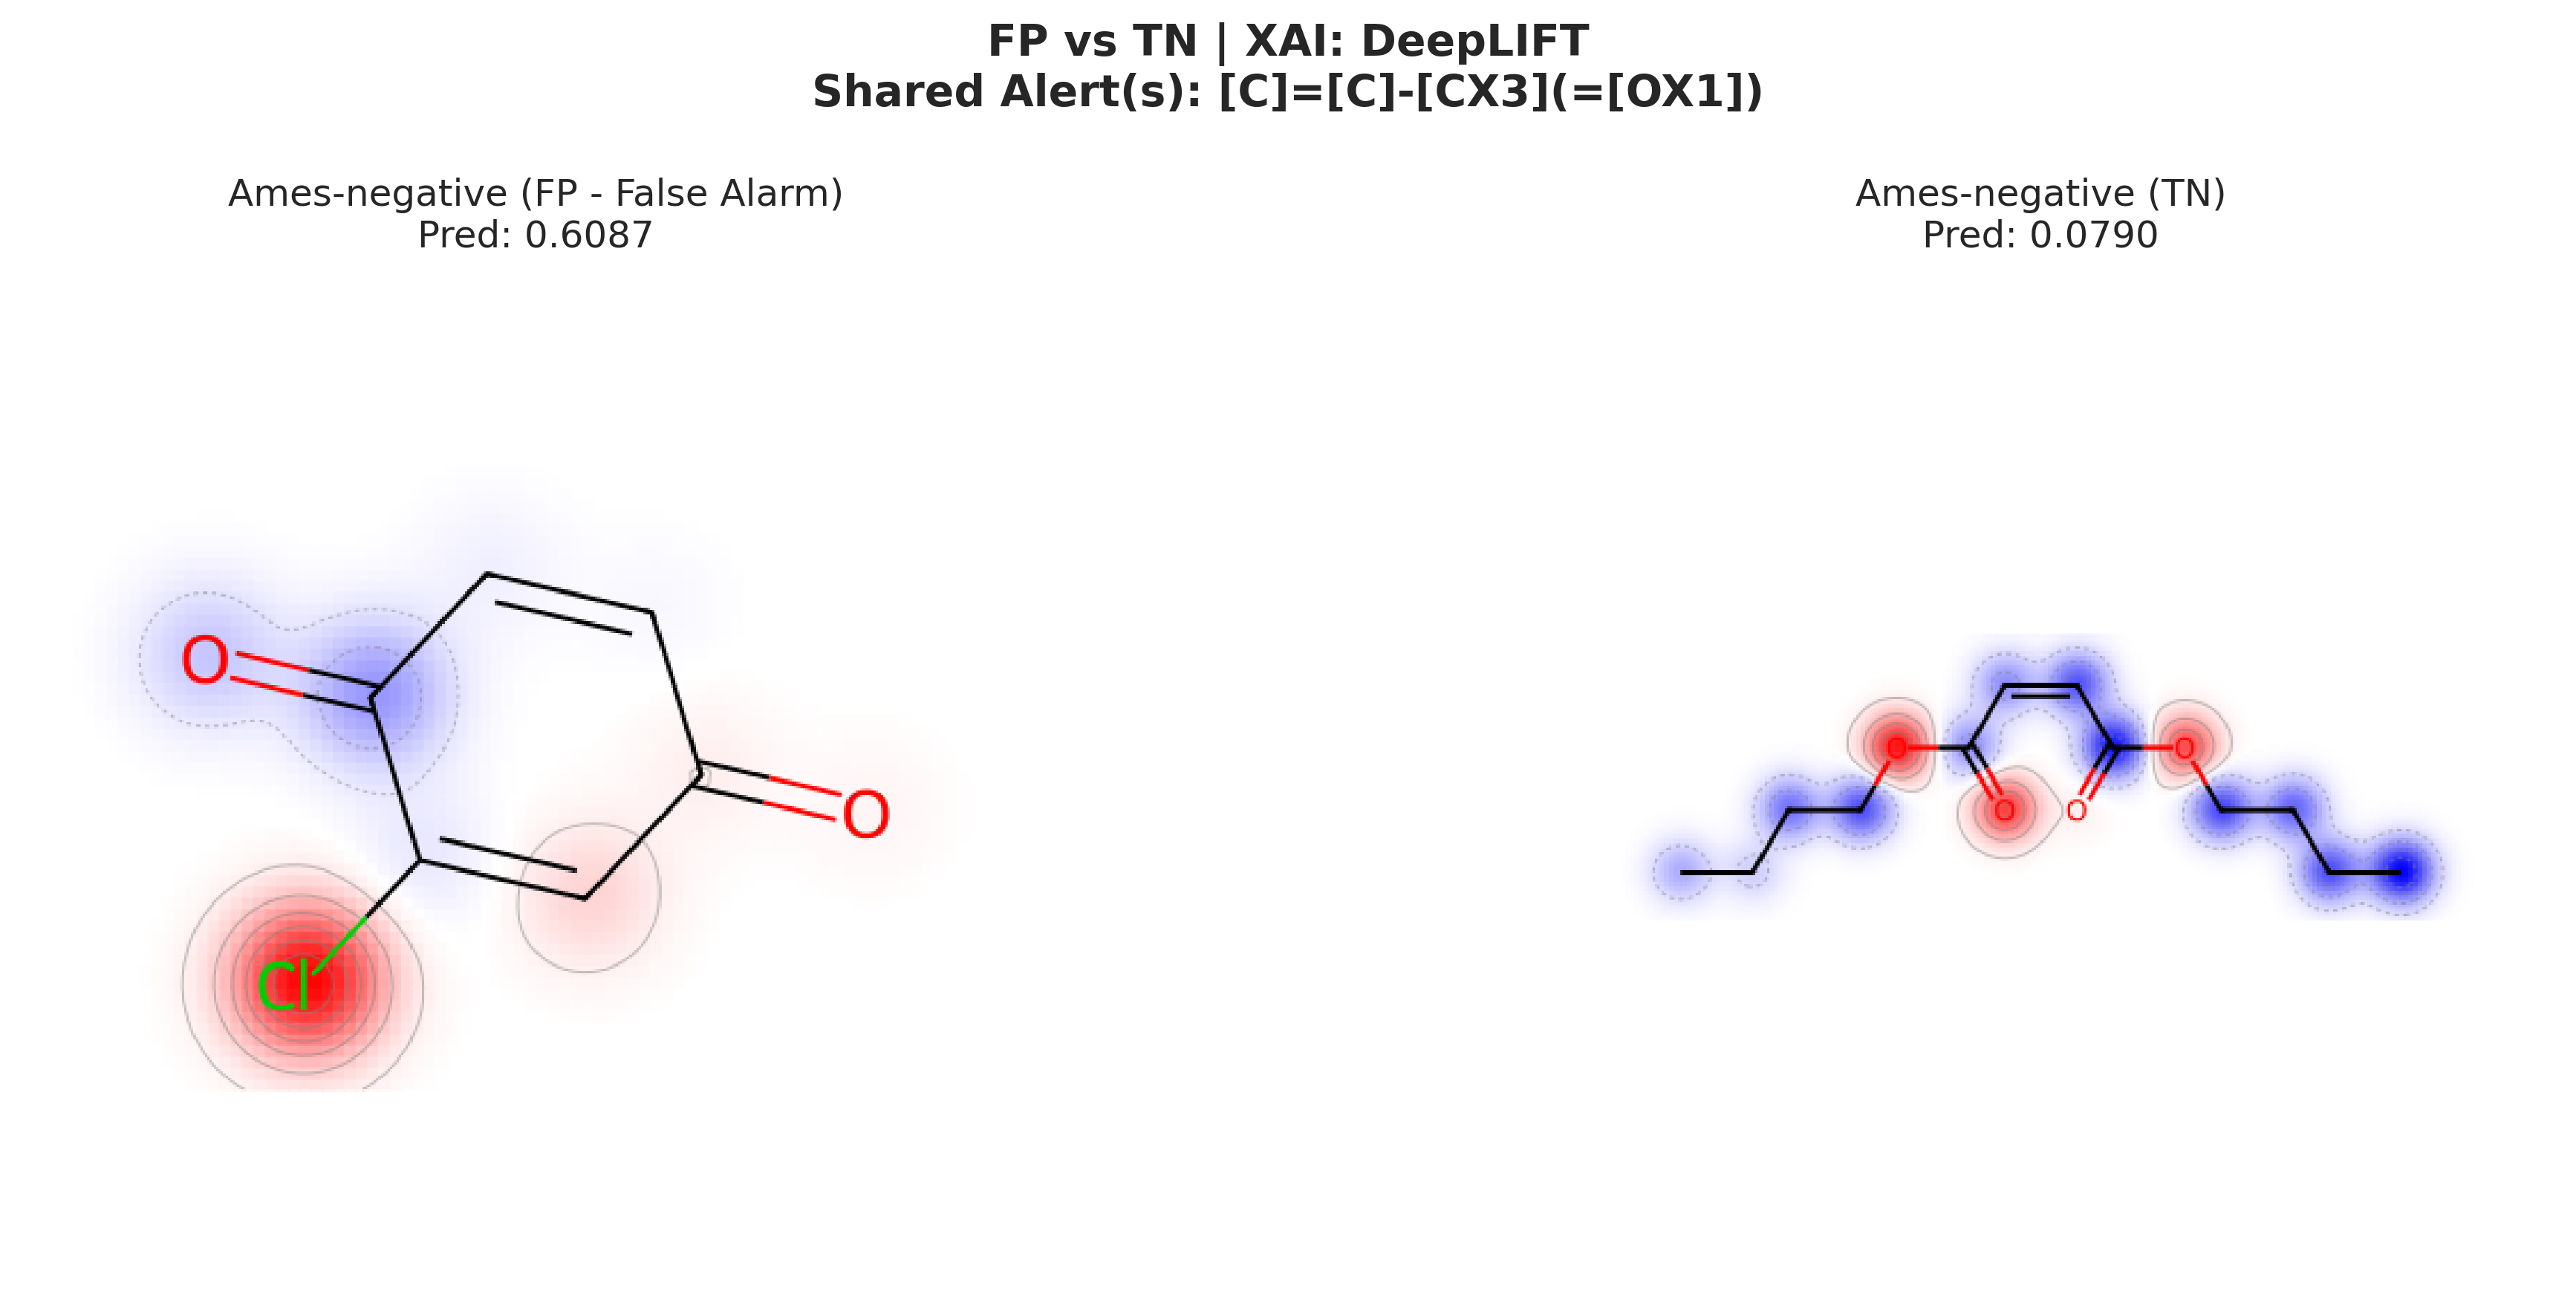 FP vs TN | XAI: DeepLIFT
Shared Alert(s): [C]=[C]-[CX3](=[OX1])
Ames-negative (FP - False Alarm)
Pred: 0.6087
Ames-negative (TN)
Pred: 0.0790
O
O
Cl
O
O
O
O